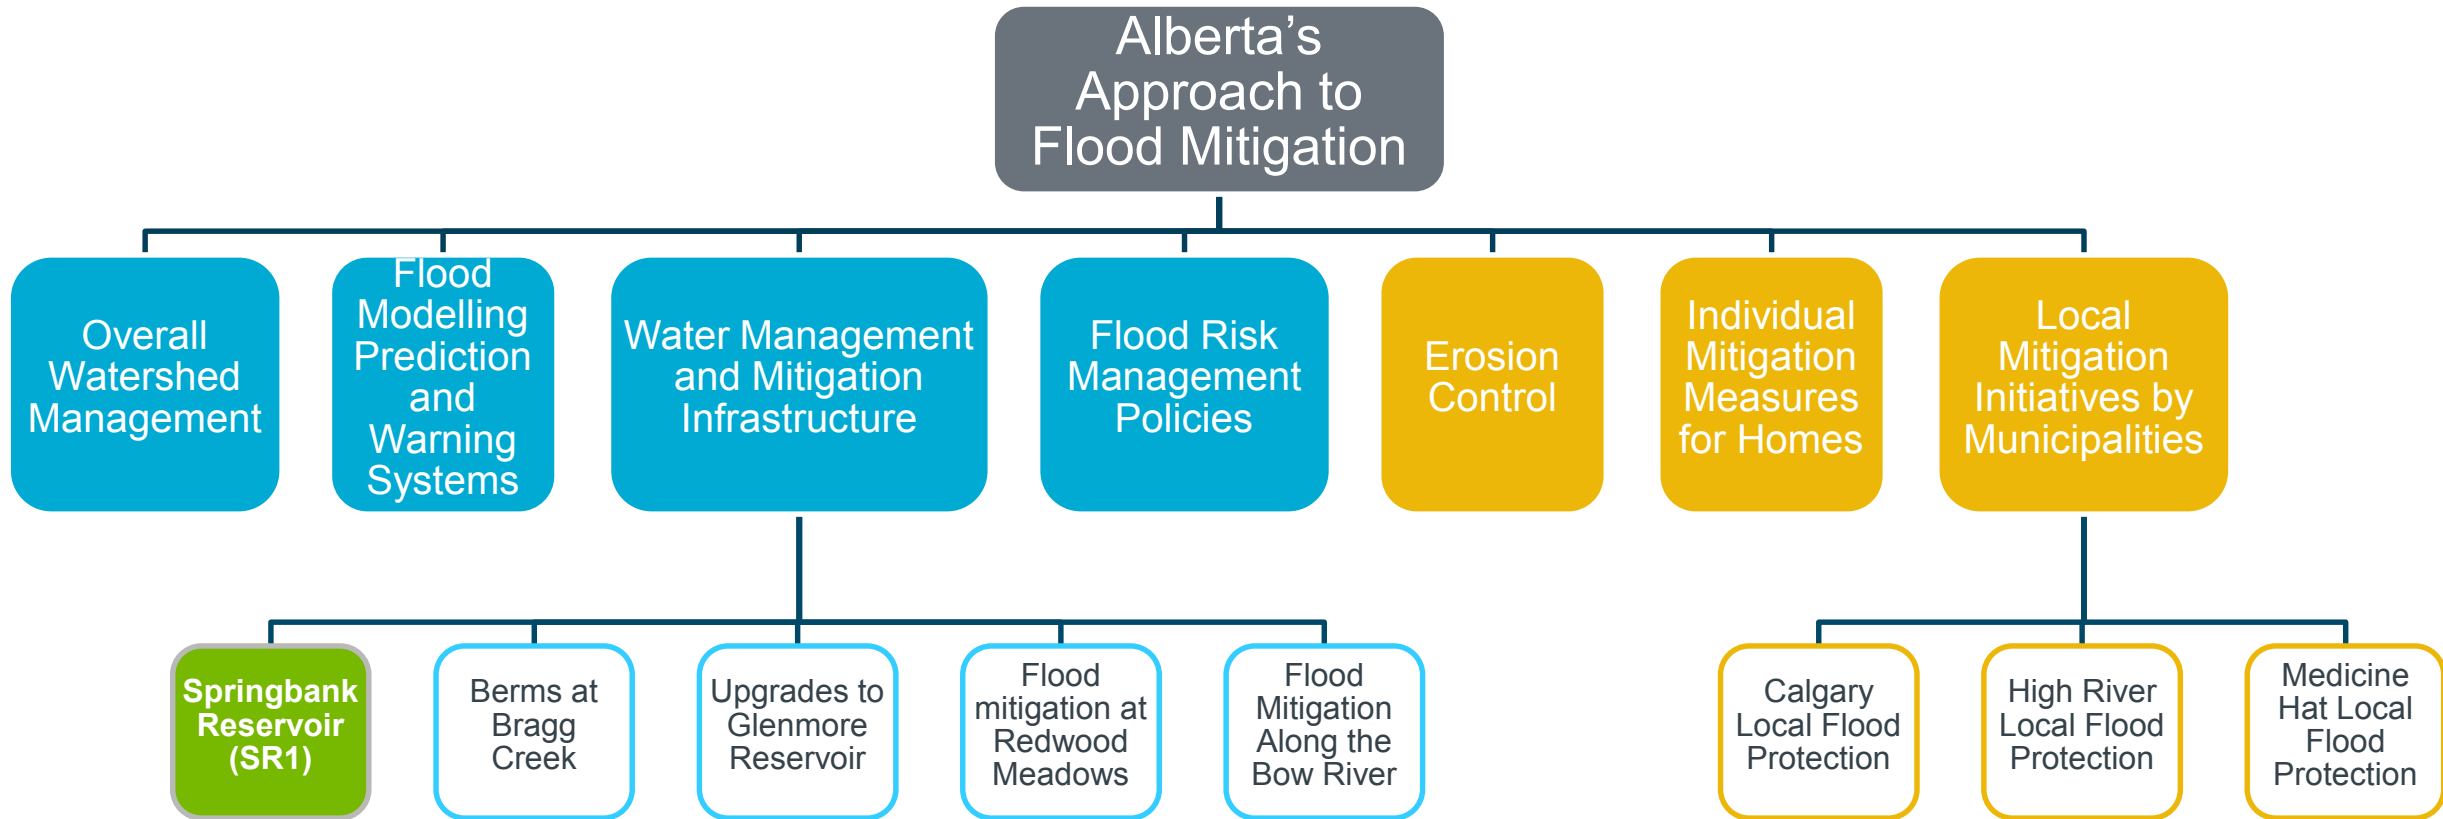 Alberta’s
Approach to
Flood Mitigation
Overall
Watershed
Management
Flood
Modelling
Prediction
and
Warning
Systems
Water Management
and Mitigation
Infrastructure
Flood Risk
Management
Policies
Erosion
Control
Individual
Mitigation
Measures
for Homes
Local
Mitigation
Initiatives by
Municipalities
Springbank
Reservoir
(SR1)
Berms at
Bragg
Creek
Upgrades to
Glenmore
Reservoir
Flood
mitigation at
Redwood
Meadows
Flood
Mitigation
Along the
Bow River
Calgary
Local Flood
Protection
High River
Local Flood
Protection
Medicine
Hat Local
Flood
Protection